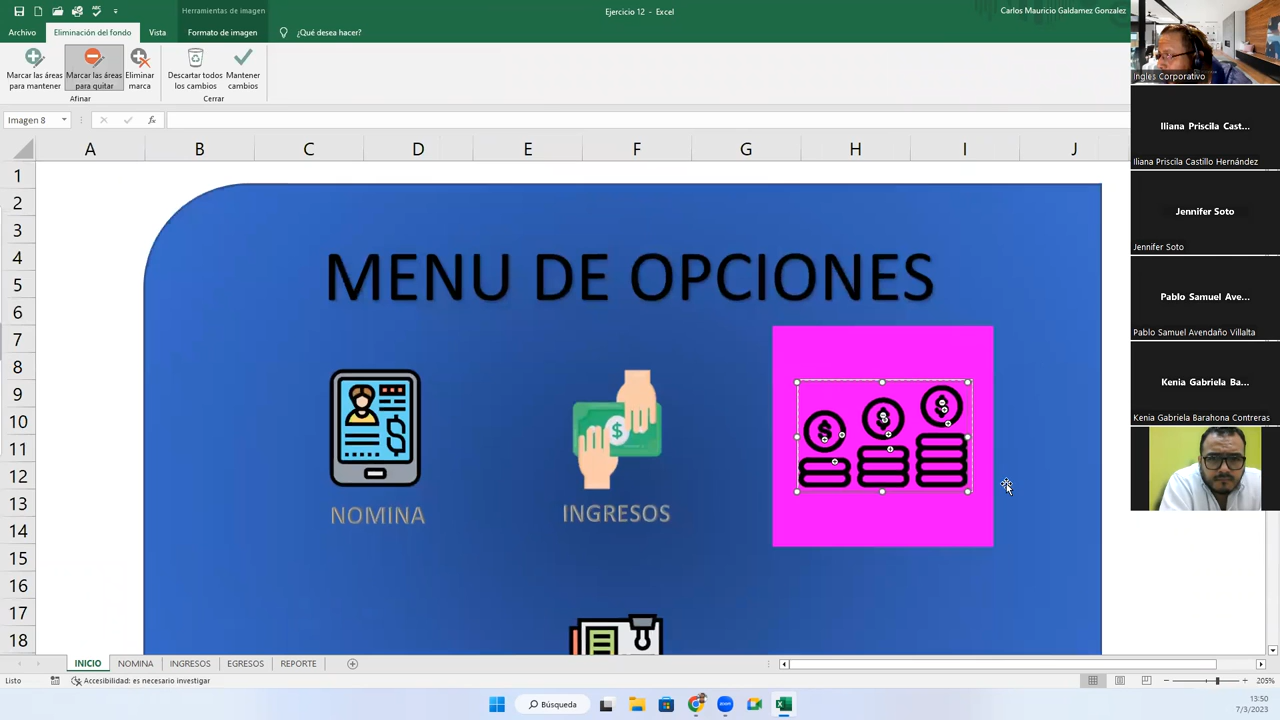 Herramientas de imagen
Ejercicio 12 - Excel
Carlos Mauricio Galdamez Gonzalez
Archivo
Eliminación del fondo
Vista
Formato de imagen
¿Qué desea hacer?
Marcar las áreas para mantener
Marcar las áreas para quitar
Eliminar marca
Descartar todos los cambios
Mantener cambios
Afinar
Cerrar
Imagen 8
fx
A B C D E F G H I J
1
2
3
4
5
6
7
8
9
10
11
12
13
14
15
16
17
18
MENU DE OPCIONES
NOMINA
INGRESOS
INICIO
NOMINA
INGRESOS
EGRESOS
REPORTE
Listo
Accesibilidad: es necesario investigar
205%
Búsqueda
13:50
7/3/2023
Ingles Corporativo
Iliana Priscila Cast...
Iliana Priscila Castillo Hernández
Jennifer Soto
Jennifer Soto
Pablo Samuel Ave...
Pablo Samuel Avendaño Villalta
Kenia Gabriela Ba...
Kenia Gabriela Barahona Contreras